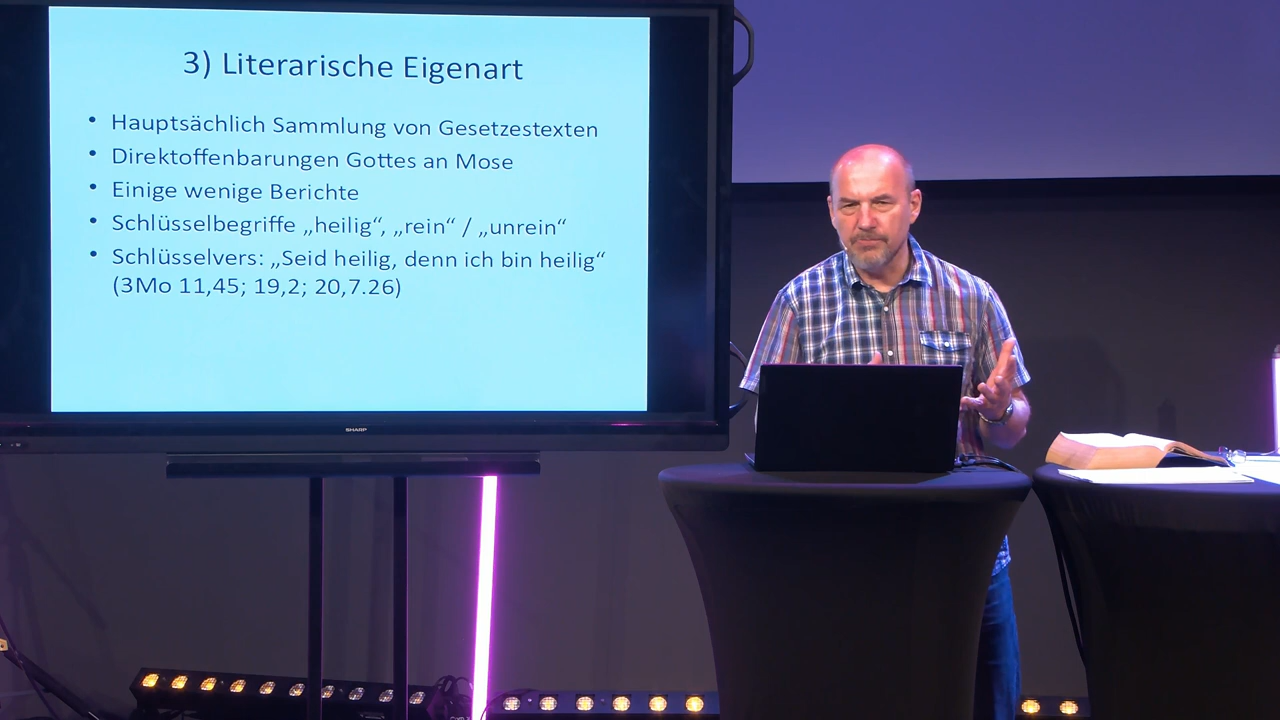 3) Literarische Eigenart
• Hauptsächlich Sammlung von Gesetzestexten
• Direktoffenbarungen Gottes an Mose
• Einige wenige Berichte
• Schlüsselbegriffe „heilig“, „rein“ / „unrein“
• Schlüsselvers: „Seid heilig, denn ich bin heilig“
(3Mo 11,45; 19,2; 20,7.26)
SHARP